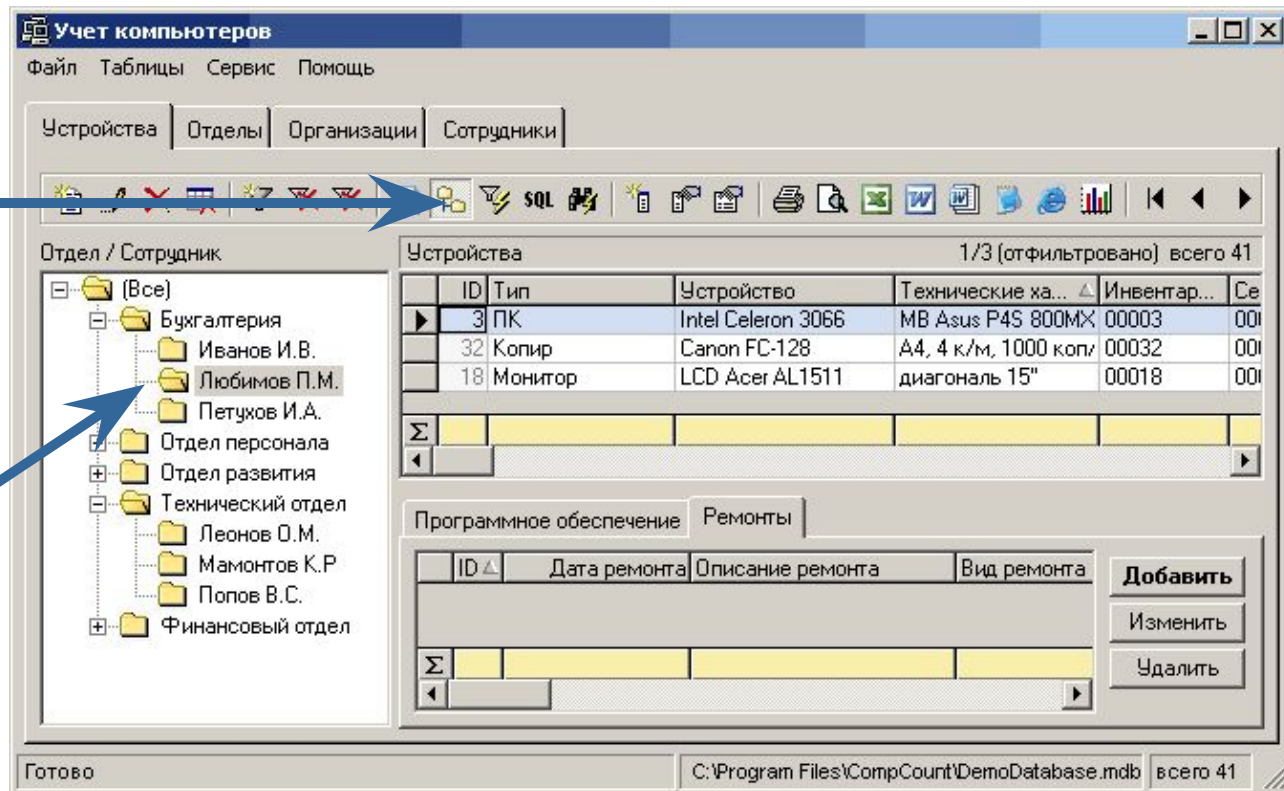 Учет компьютеров
Файл Таблицы Сервис Помощь
Устройства Отделы Организации Сотрудники
SQL
Отдел / Сотрудник
(Все)
Бухгалтерия
Иванов И.В.
Любимов П.М.
Петухов И.А.
Отдел персонала
Отдел развития
Технический отдел
Леонов О.М.
Мамонтов К.Р
Попов В.С.
Финансовый отдел
Устройства 1/3 (отфильтровано) всего 41
ID Тип Устройство Технические ха... Инвентар... Се
3 ПК Intel Celeron 3066 MB Asus P4S 800MX 00003 00
32 Копир Canon FC-128 А4, 4 к/м, 1000 коп/ 00032 00
18 Монитор LCD Acer AL1511 диагональ 15" 00018 00
Σ
Программное обеспечение Ремонты
ID Дата ремонта Описание ремонта Вид ремонта
Σ
Добавить
Изменить
Удалить
Готово C:\Program Files\CompCount\DemoDatabase.mdb всего 41